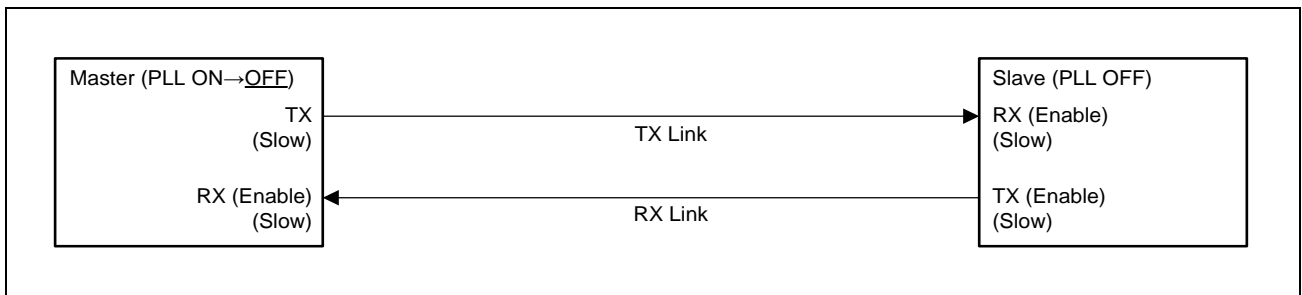 Master (PLL ON→OFF)
TX
(Slow)
RX (Enable)
(Slow)
TX Link
RX Link
Slave (PLL OFF)
RX (Enable)
(Slow)
TX (Enable)
(Slow)